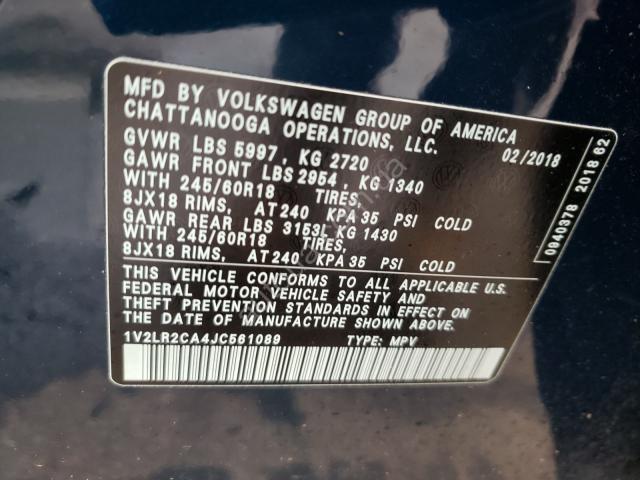 MFD BY VOLKSWAGEN GROUP OF AMERICA
CHATTANOOGA OPERATIONS, LLC.
02/2018
GVWR LBS 5997, KG 2720
GAWR FRONT LBS 2954, KG 1340
WITH 245/60R18 TIRES,
8JX18 RIMS, AT 240 KPA 35 PSI COLD
GAWR REAR LBS 3153L KG 1430
WITH 245/60R18 TIRES,
8JX18 RIMS, AT 240 KPA 35 PSI COLD
THIS VEHICLE CONFORMS TO ALL APPLICABLE U.S.
FEDERAL MOTOR VEHICLE SAFETY AND
THEFT PREVENTION STANDARDS IN EFFECT ON
THE DATE OF MANUFACTURE SHOWN ABOVE.
1V2LR2CA4JC561089 TYPE: MPV
0940378 2018 62